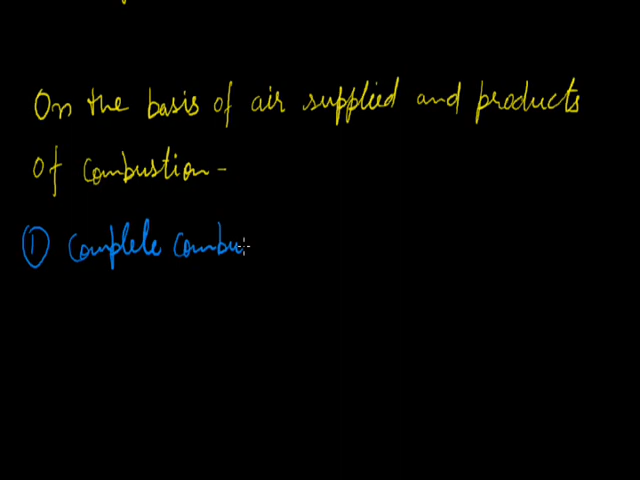 On the basis of air supplied and products
Of combustion -
① Complete Combu